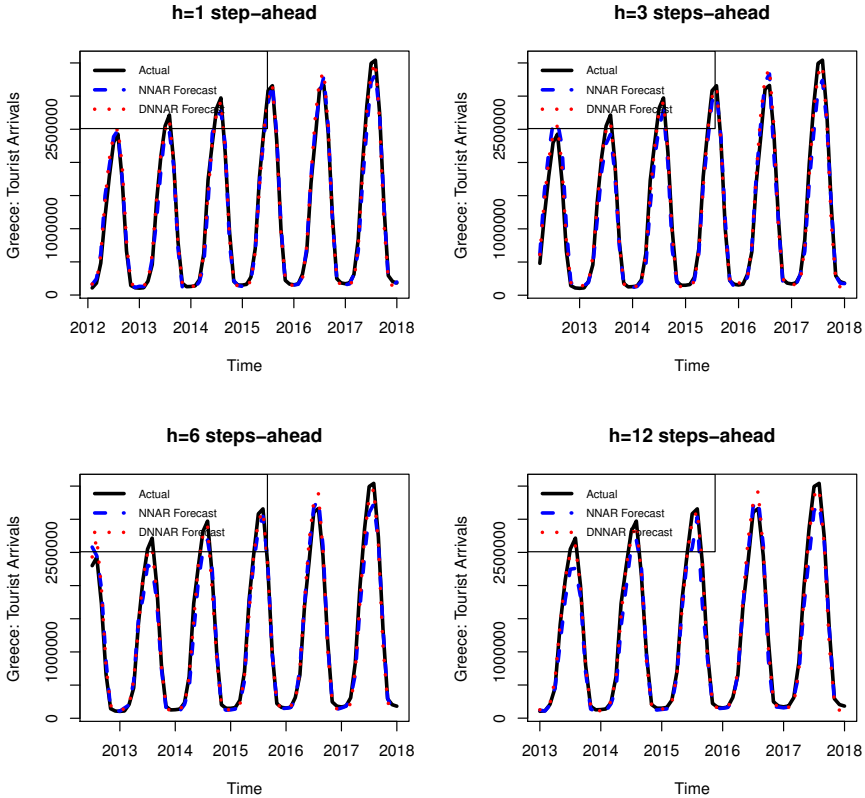 h=1 step−ahead
Greece: Tourist Arrivals
0 1000000 2500000
Actual
NNAR Forecast
DNNAR Forecast
2012 2013 2014 2015 2016 2017 2018
Time
h=3 steps−ahead
Greece: Tourist Arrivals
0 1000000 2500000
Actual
NNAR Forecast
DNNAR Forecast
2013 2014 2015 2016 2017 2018
Time
h=6 steps−ahead
Greece: Tourist Arrivals
0 1000000 2500000
Actual
NNAR Forecast
DNNAR Forecast
2013 2014 2015 2016 2017 2018
Time
h=12 steps−ahead
Greece: Tourist Arrivals
0 1000000 2500000
Actual
NNAR Forecast
DNNAR Forecast
2013 2014 2015 2016 2017 2018
Time